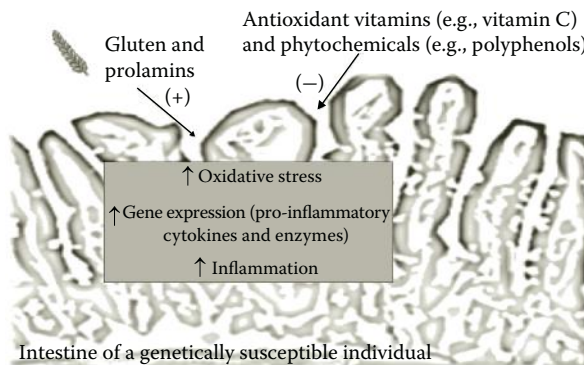 Antioxidant vitamins (e.g., vitamin C)
and phytochemicals (e.g., polyphenols)
Gluten and
prolamins
(+)
(—)
↑ Oxidative stress
↑ Gene expression (pro-inflammatory
cytokines and enzymes)
↑ Inflammation
Intestine of a genetically susceptible individual